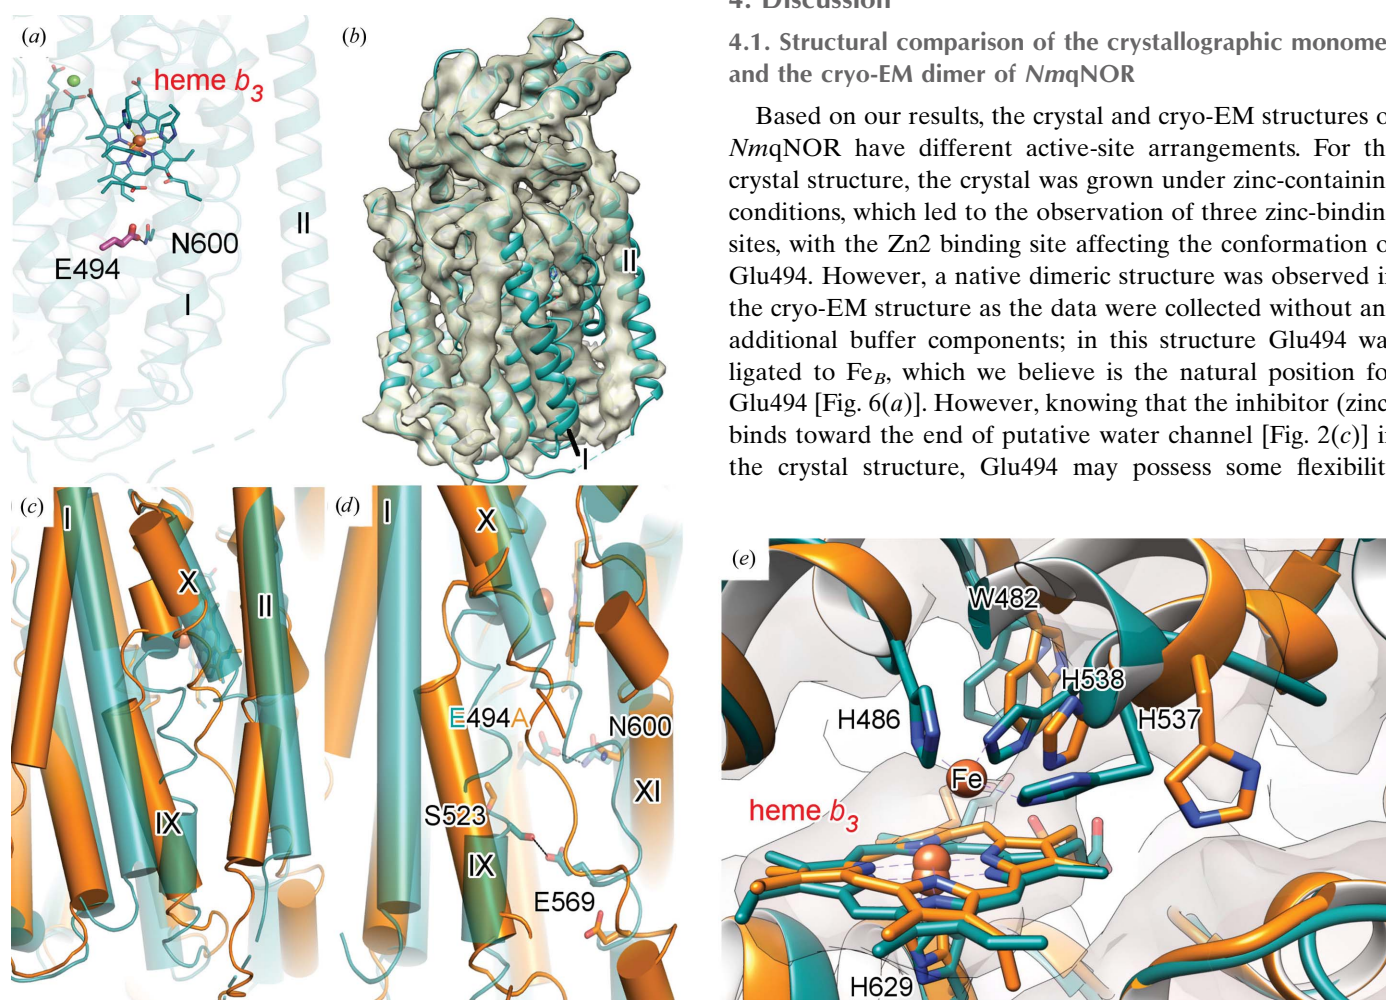 (a)
heme b3
N600
E494
I
II
(b)
II
I
4. Discussion
4.1. Structural comparison of the crystallographic monome
and the cryo-EM dimer of NmqNOR
Based on our results, the crystal and cryo-EM structures o
NmqNOR have different active-site arrangements. For th
crystal structure, the crystal was grown under zinc-containin
conditions, which led to the observation of three zinc-bindin
sites, with the Zn2 binding site affecting the conformation o
Glu494. However, a native dimeric structure was observed i
the cryo-EM structure as the data were collected without an
additional buffer components; in this structure Glu494 wa
ligated to FeB, which we believe is the natural position fo
Glu494 [Fig. 6(a)]. However, knowing that the inhibitor (zinc
binds toward the end of putative water channel [Fig. 2(c)] i
the crystal structure, Glu494 may possess some flexibilit
(c)
I
X
II
IX
(d)
I
X
E494A
N600
XI
S523
IX
E569
(e)
W482
H538
H486
H537
Fe
heme b3
H629